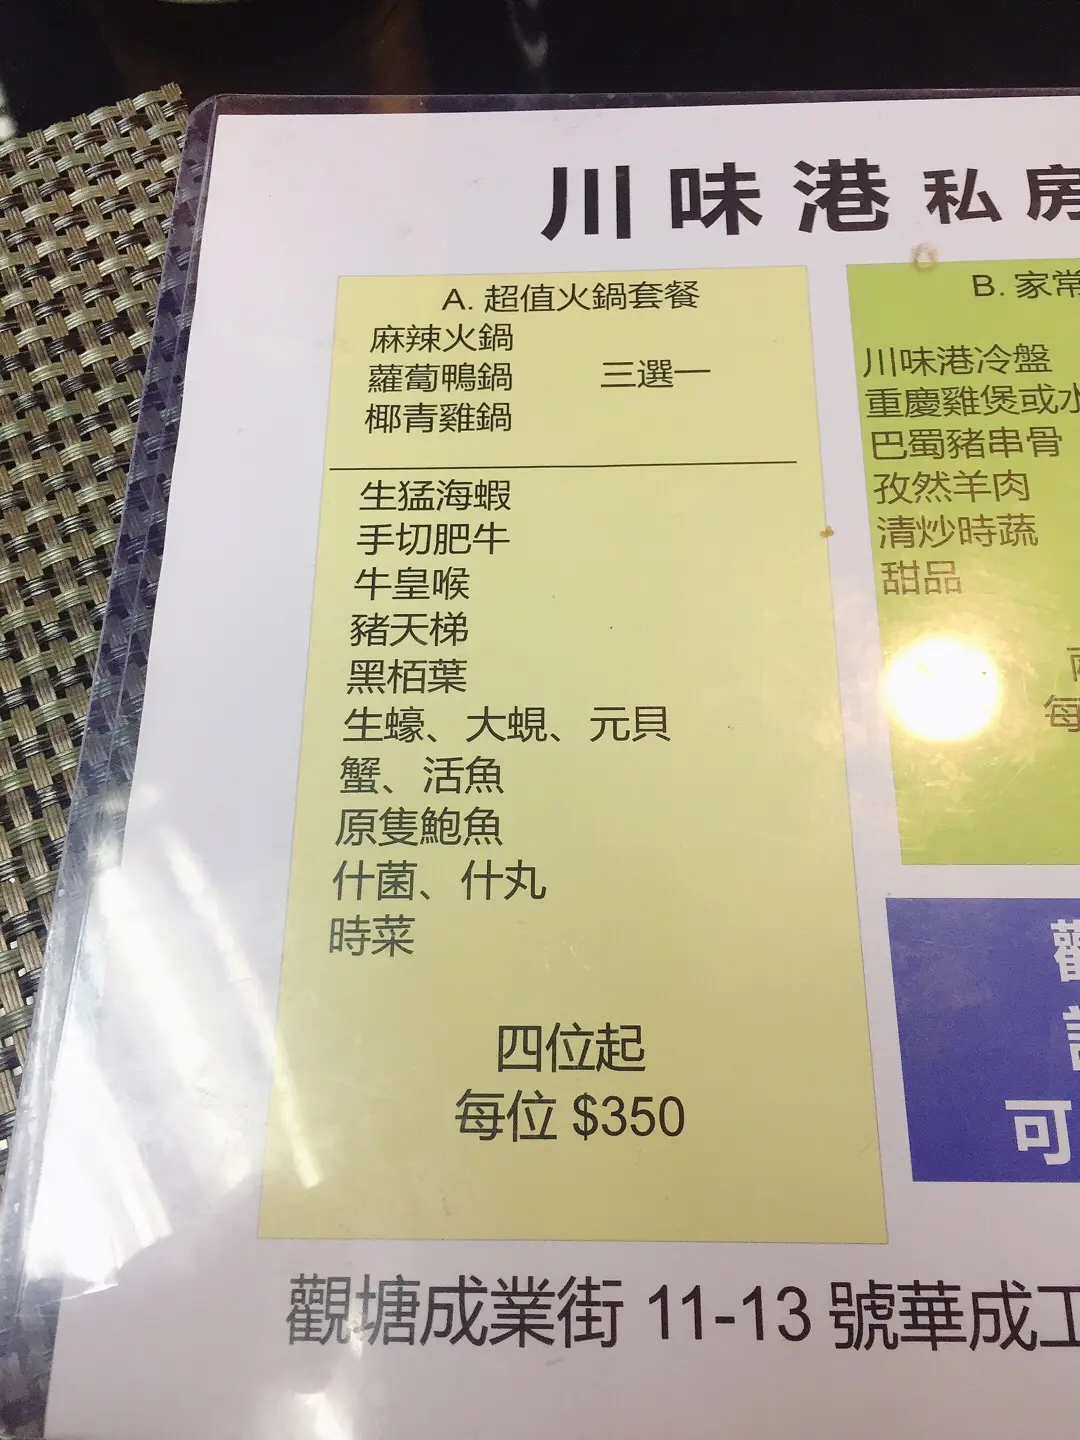 川味港私房
A. 超值火鍋套餐
麻辣火鍋
蘿蔔鴨鍋 三選一
椰青雞鍋
生猛海蝦
手切肥牛
牛皇喉
豬天梯
黑栢葉
生蠔、大蜆、元貝
蟹、活魚
原隻鮑魚
什菌、什丸
時菜
四位起
每位 $350
B. 家常
川味港冷盤
重慶雞煲或水
巴蜀豬串骨
孜然羊肉
清炒時蔬
甜品
每
觀
可
觀塘成業街 11-13 號華成工